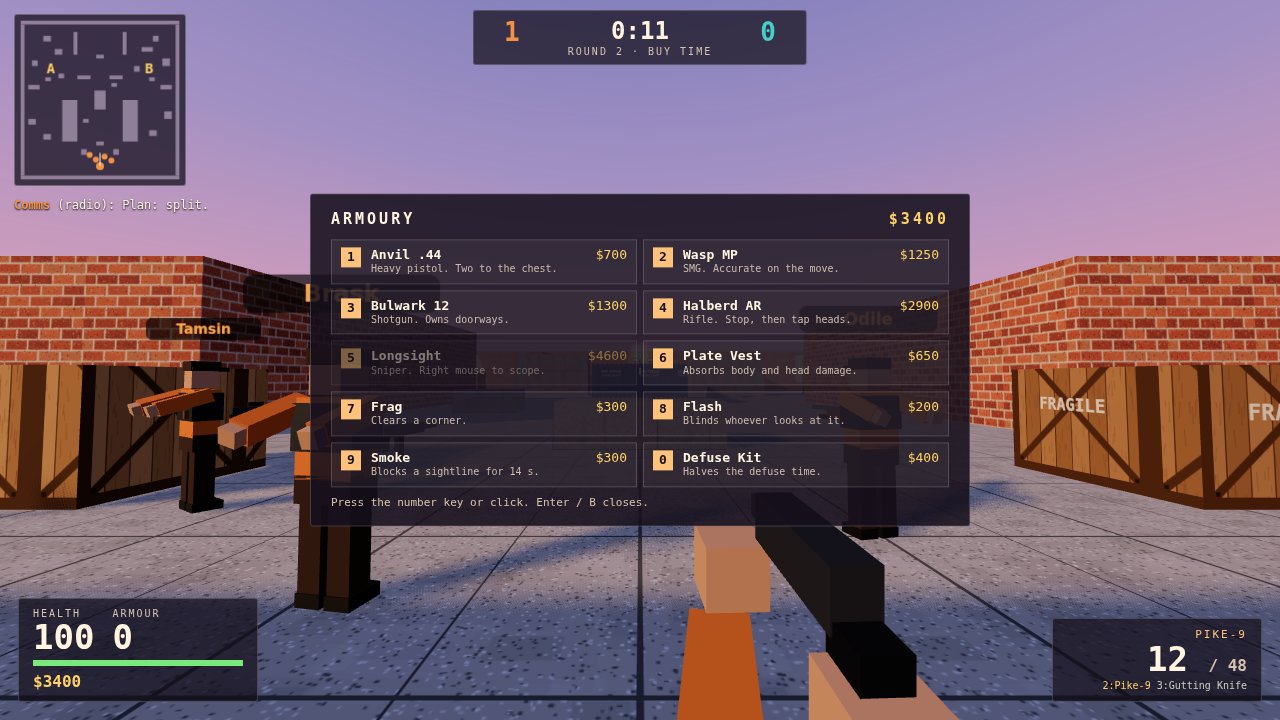 1 0:11 0
ROUND 2 · BUY TIME
A B
Comms (radio): Plan: split.
ARMOURY $3400
1 Anvil .44 $700
Heavy pistol. Two to the chest.
2 Wasp MP $1250
SMG. Accurate on the move.
3 Bulwark 12 $1300
Shotgun. Owns doorways.
4 Halberd AR $2900
Rifle. Stop, then tap heads.
5 Longsight $4600
Sniper. Right mouse to scope.
6 Plate Vest $650
Absorbs body and head damage.
7 Frag $300
Clears a corner.
8 Flash $200
Blinds whoever looks at it.
9 Smoke $300
Blocks a sightline for 14 s.
0 Defuse Kit $400
Halves the defuse time.
Press the number key or click. Enter / B closes.
Brask
Tamsin
Odile
FRAGILE
FRA
HEALTH ARMOUR
100 0
$3400
PIKE-9
12 / 48
2:Pike-9 3:Gutting Knife